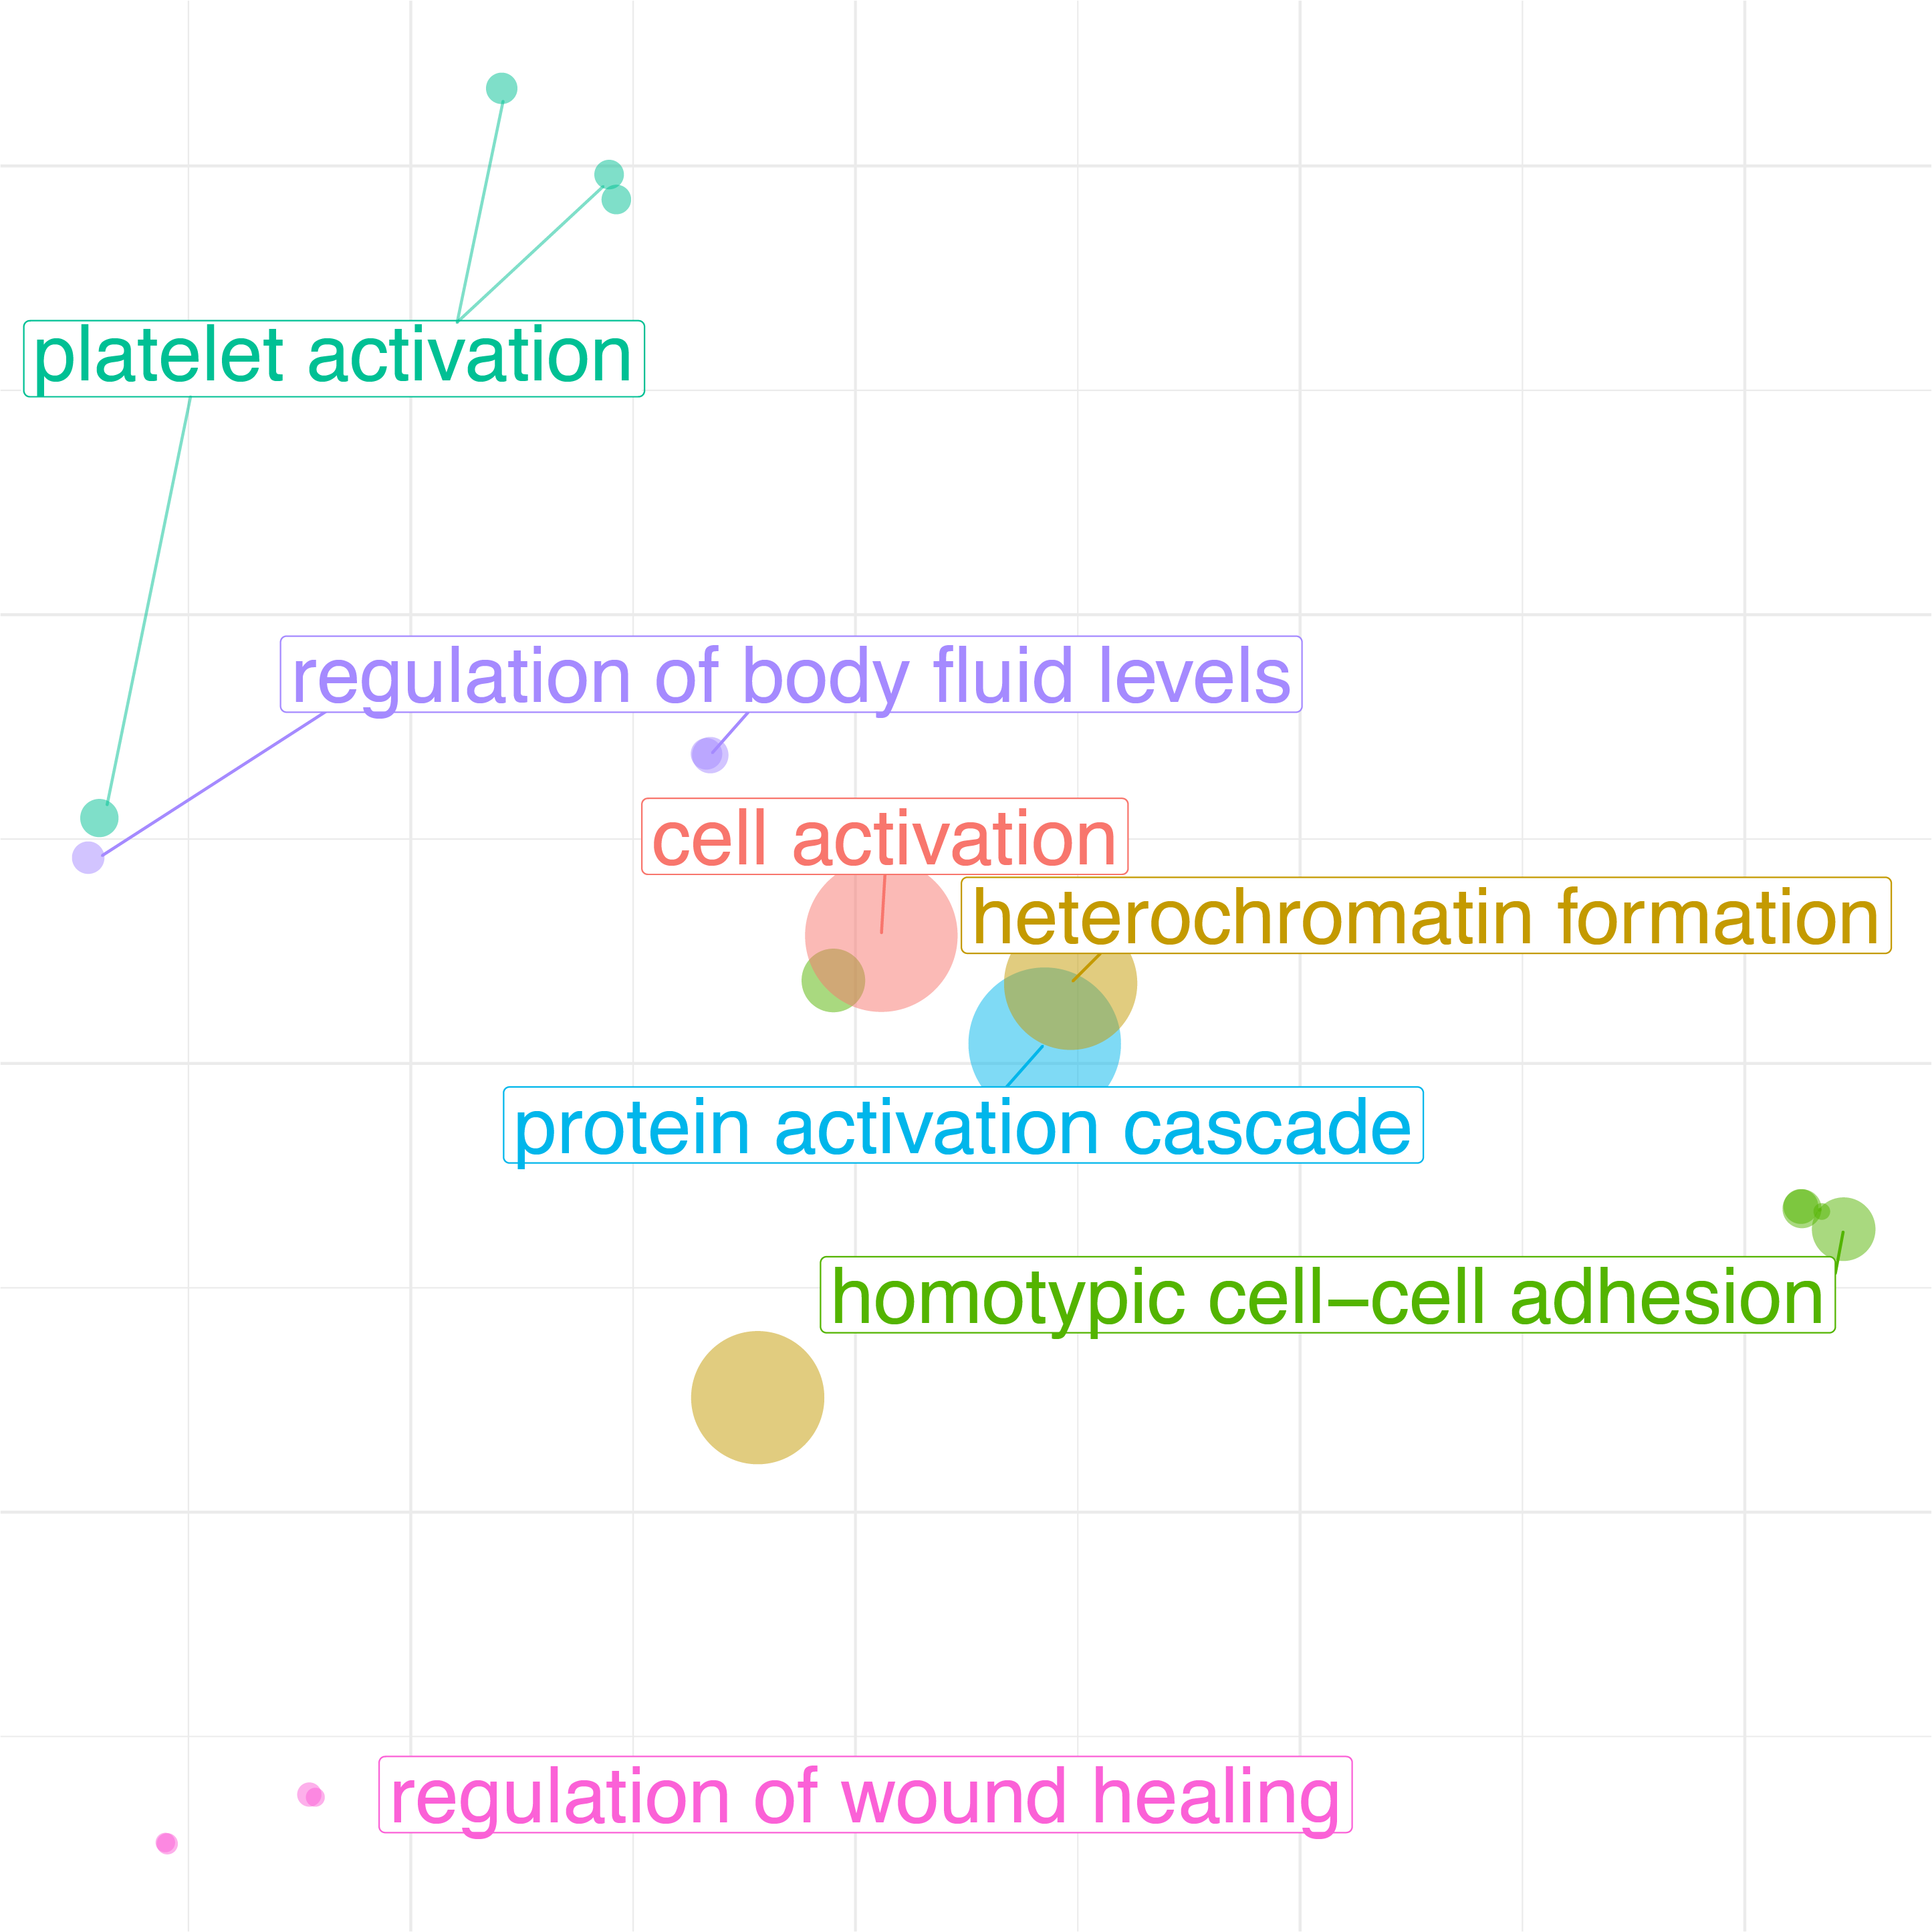 platelet activation
regulation of body fluid levels
cell activation
heterochromatin formation
protein activation cascade
homotypic cell−cell adhesion
regulation of wound healing